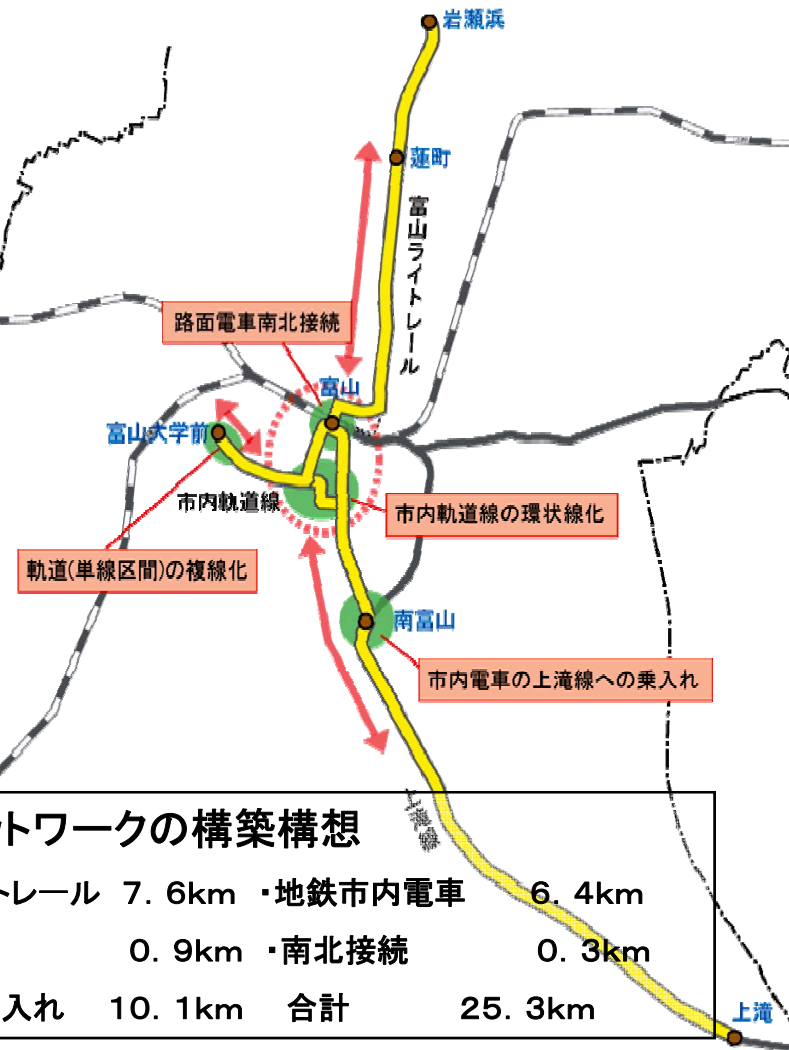 岩瀬浜
蓮町
富山ライトレール
路面電車南北接続
富山
富山大学前
市内軌道線
市内軌道線の環状線化
軌道(単線区間)の複線化
南富山
市内電車の上滝線への乗入れ
上滝線
トワークの構築構想
トレール 7.6km ・地鉄市内電車 6.4km
0.9km ・南北接続 0.3km
入れ 10.1km 合計 25.3km
上滝